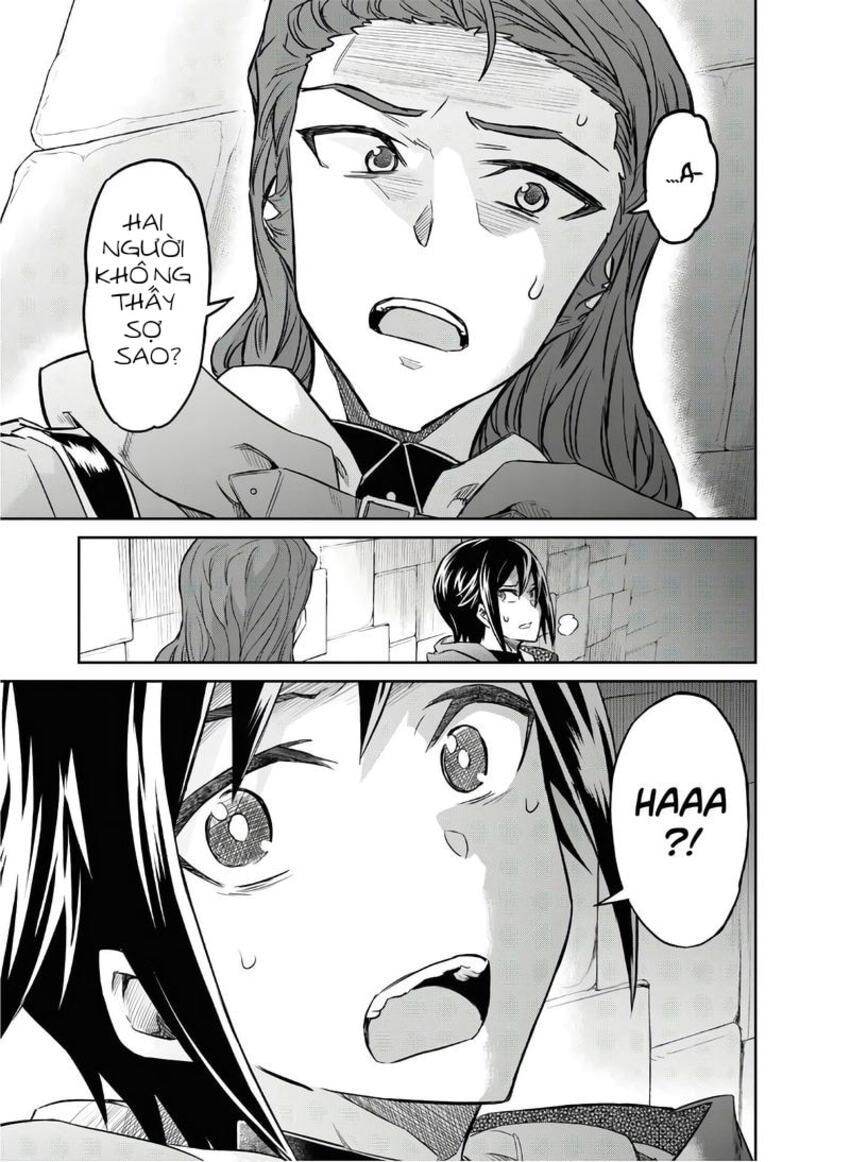 ...A-
HAI
NGƯỜI
KHÔNG
THẤY
SỢ
SAO?
HAAA
?!